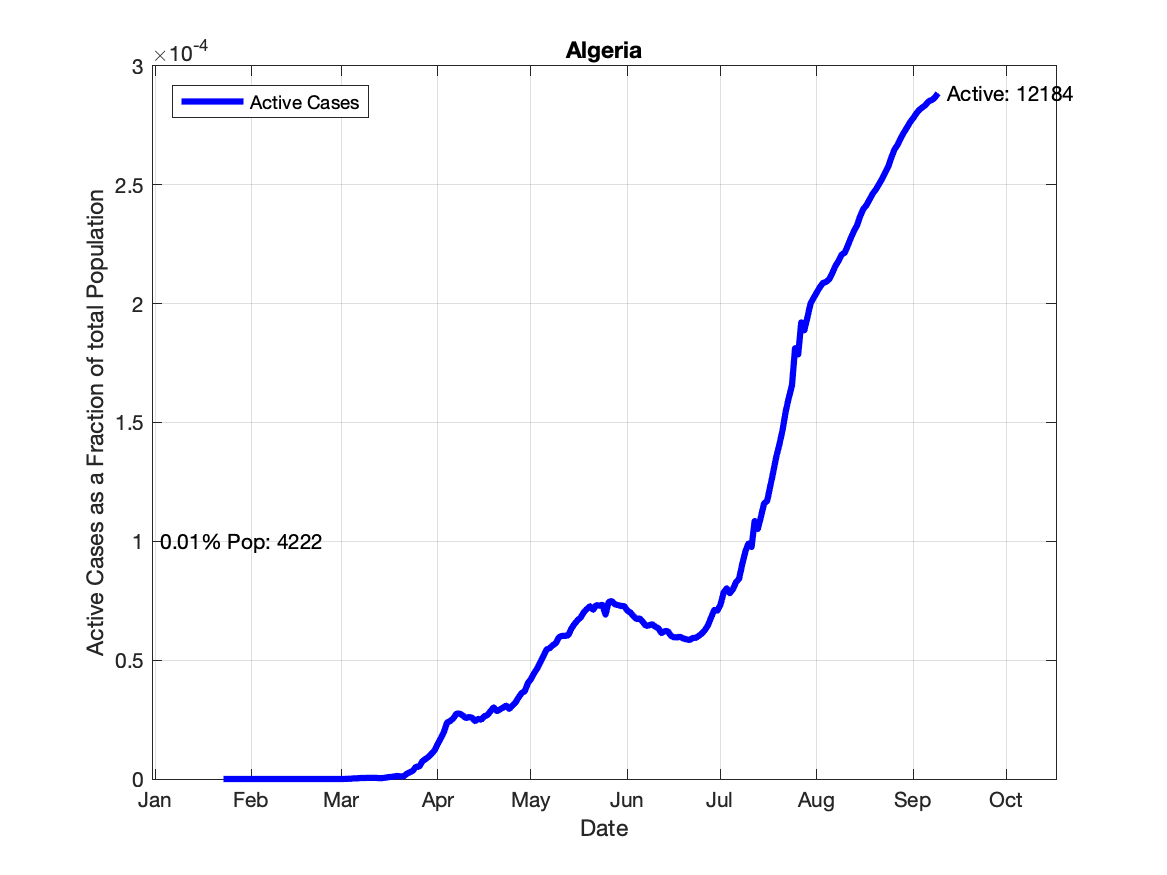 Algeria
×10-4
3
2.5
2
1.5
1
0.5
0
Active Cases as a Fraction of total Population
Active Cases
Active: 12184
0.01% Pop: 4222
Jan Feb Mar Apr May Jun Jul Aug Sep Oct
Date